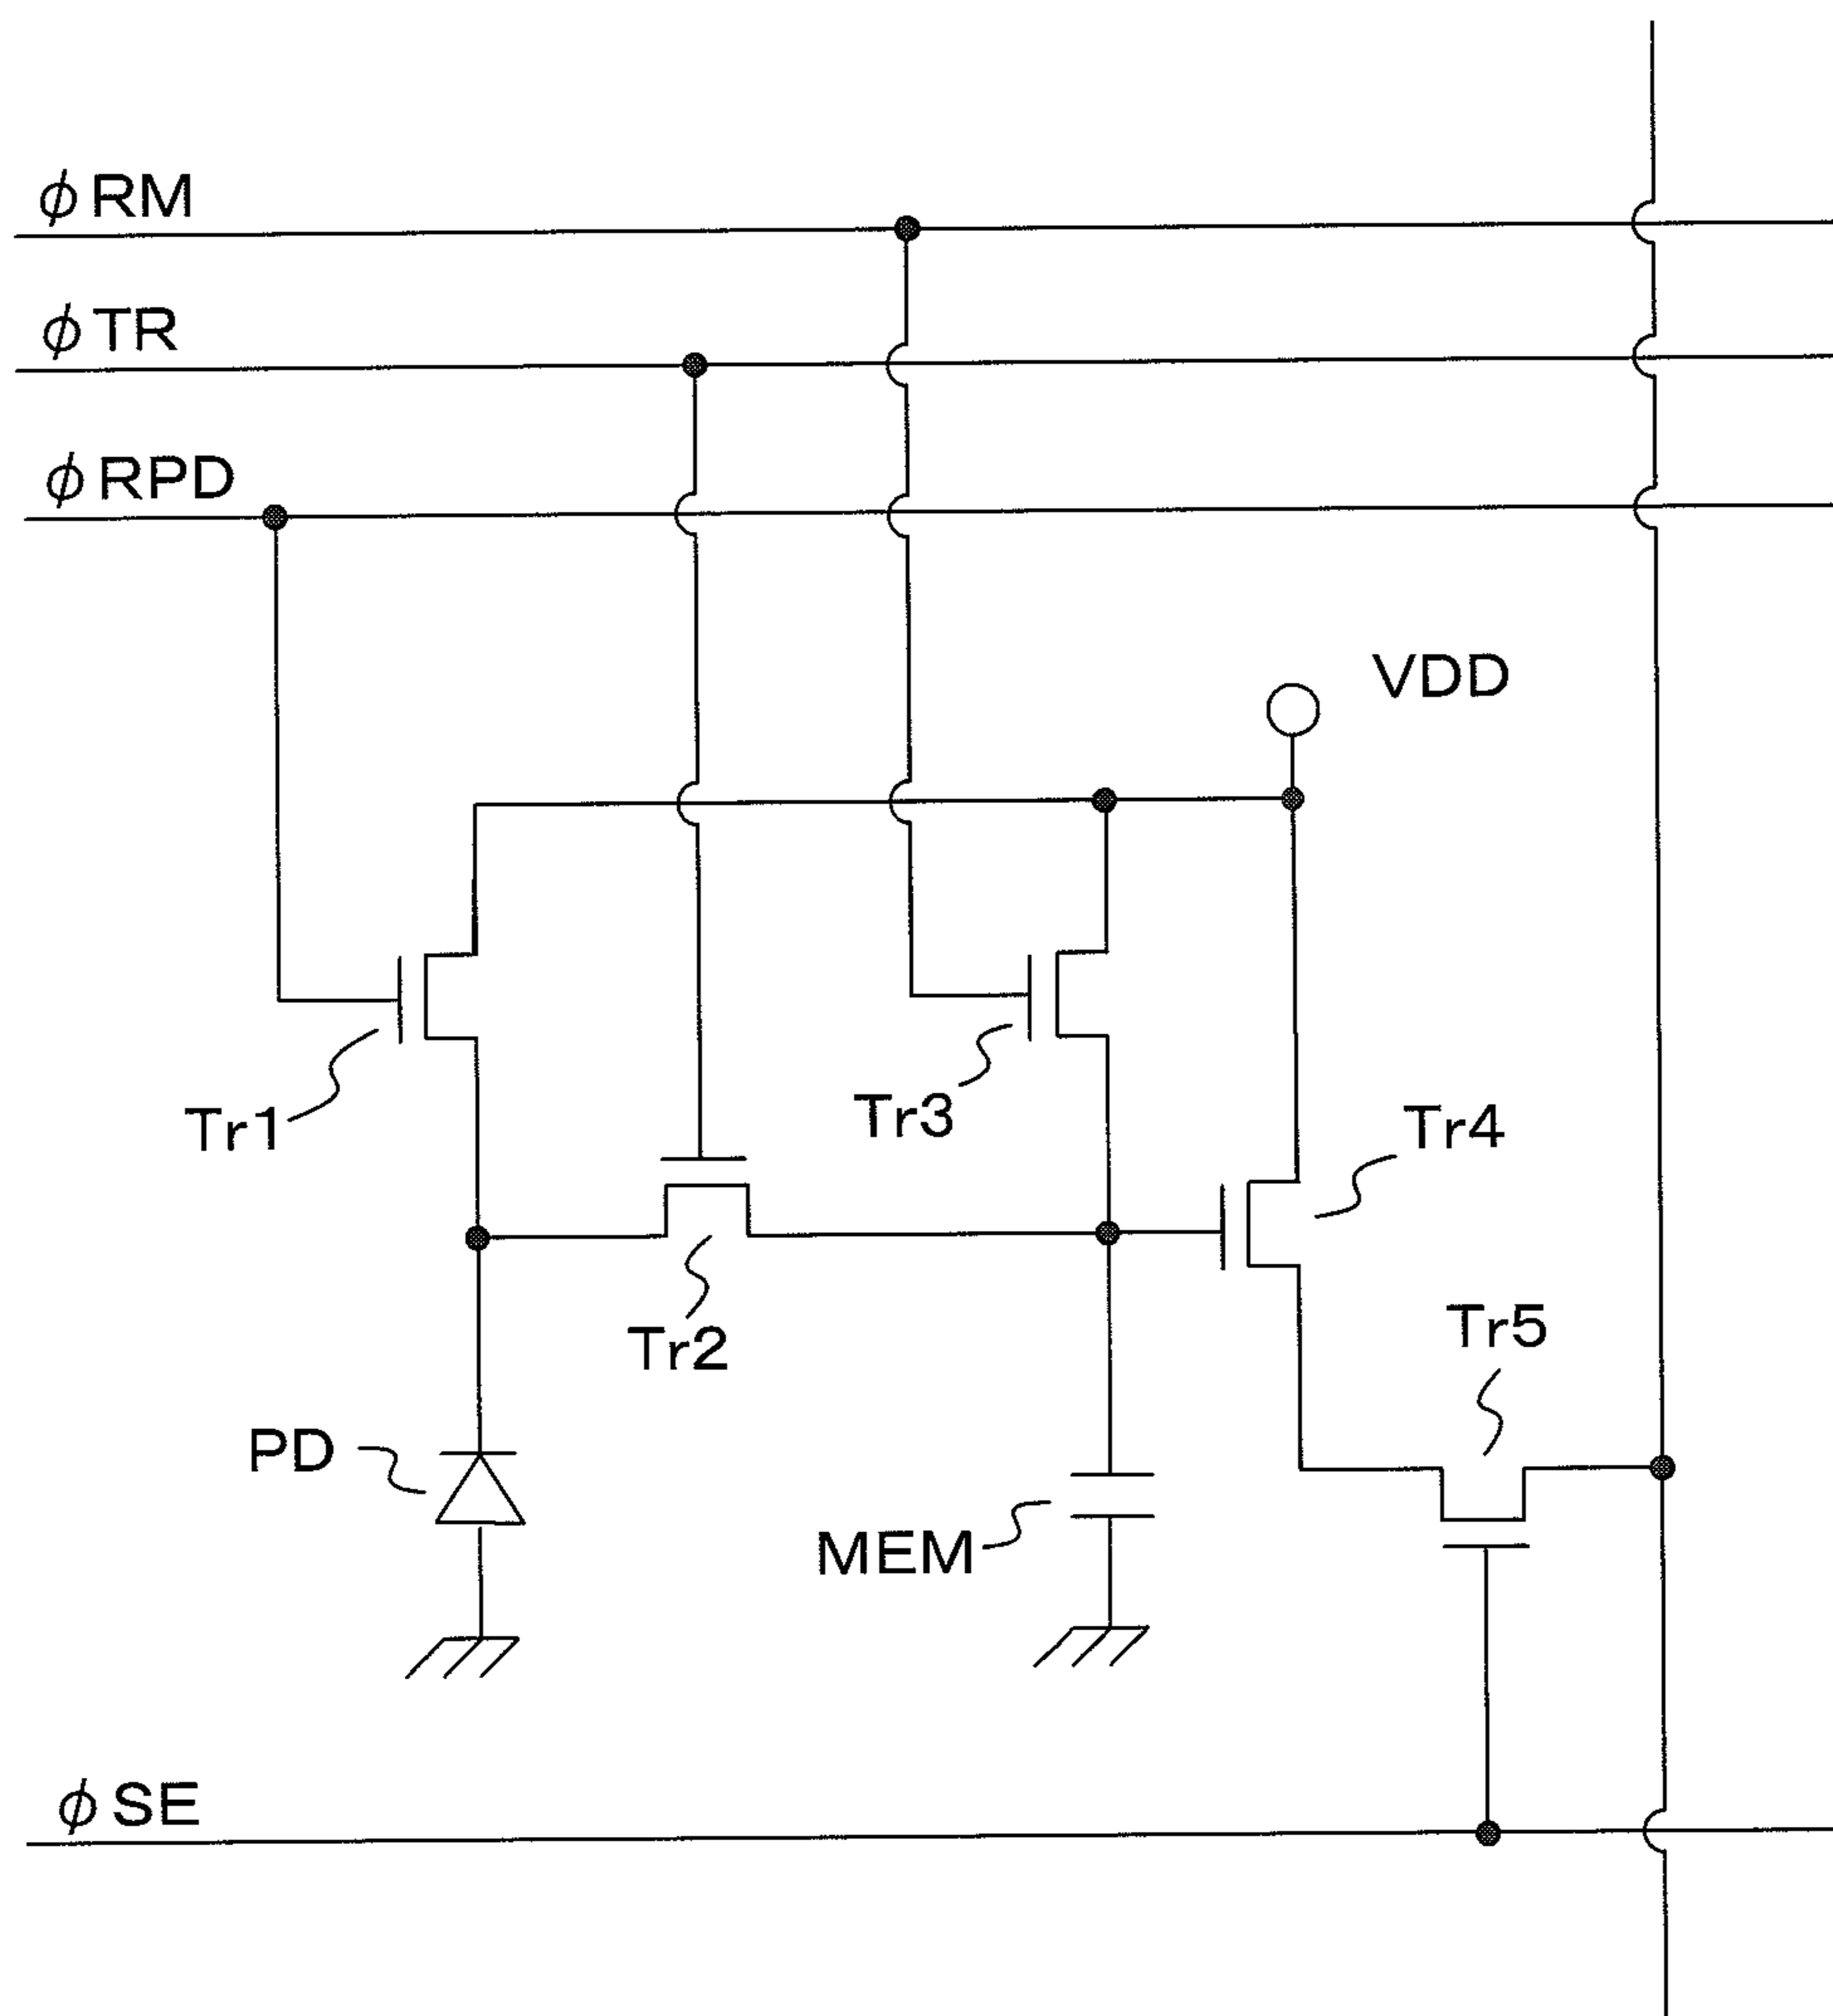 ϕRM
ϕTR
ϕRPD
VDD
Tr1
Tr3
Tr4
Tr2
Tr5
PD
MEM
ϕSE